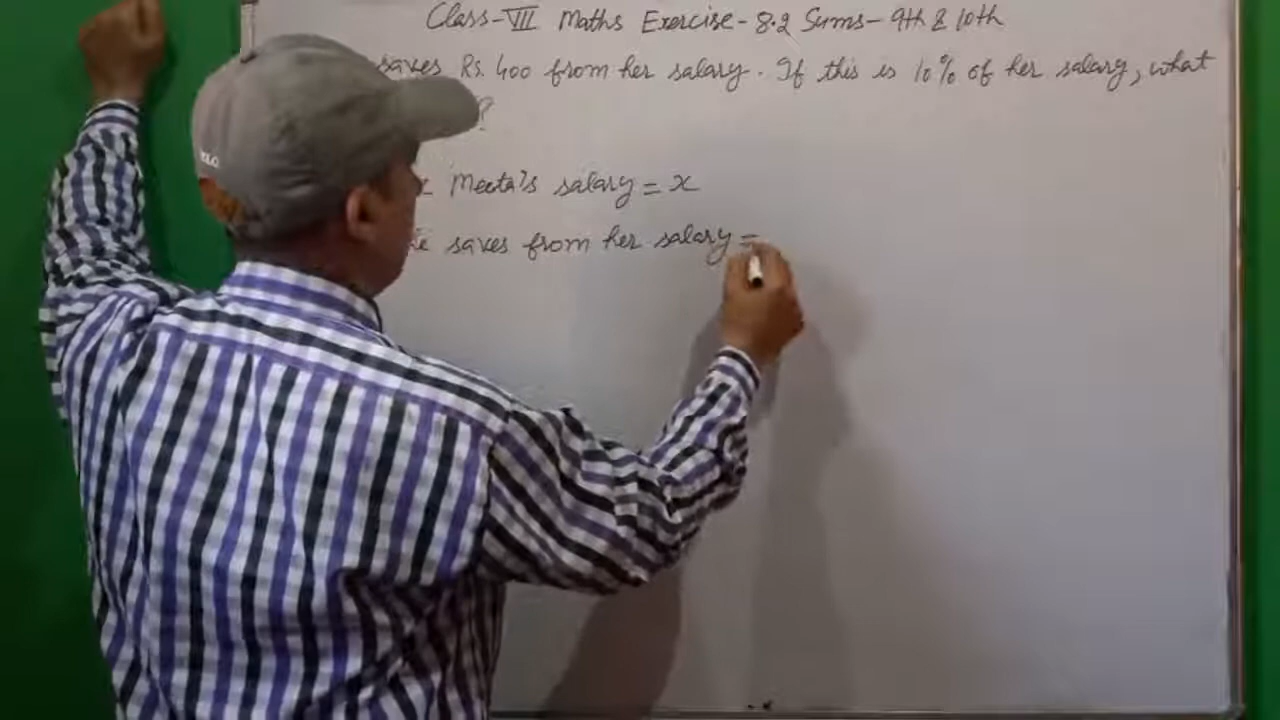 Class-VII Maths Exercise-8.2 Sums-9th & 10th
saves Rs. 400 from her salary. If this is 10% of her salary, what
?
Meeta's salary = x
saves from her salary =